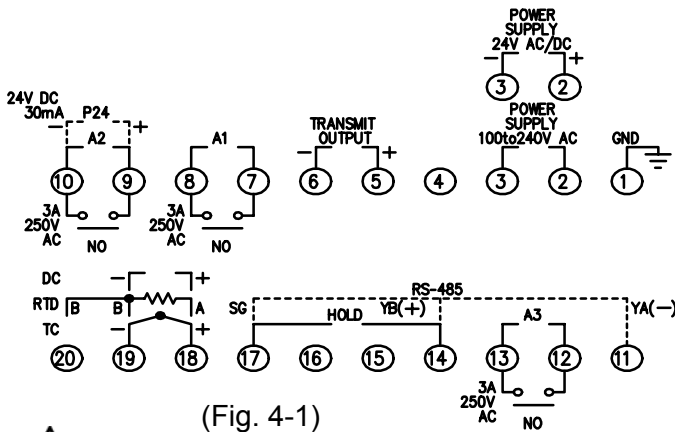 POWER
SUPPLY
24V AC/DC
− +
3 2
24V DC
30mA
P24
− +
A2
A1
TRANSMIT
OUTPUT
− +
POWER
SUPPLY
100to240V AC
GND
10 9 8 7 6 5 4 3 2 1
3A
250V
AC
NO
3A
250V
AC
NO
DC − +
RTD B B A
TC − +
RS-485
SG HOLD YB(+) YA(−)
A3
20 19 18 17 16 15 14 13 12 11
3A
250V
AC
NO
(Fig. 4-1)